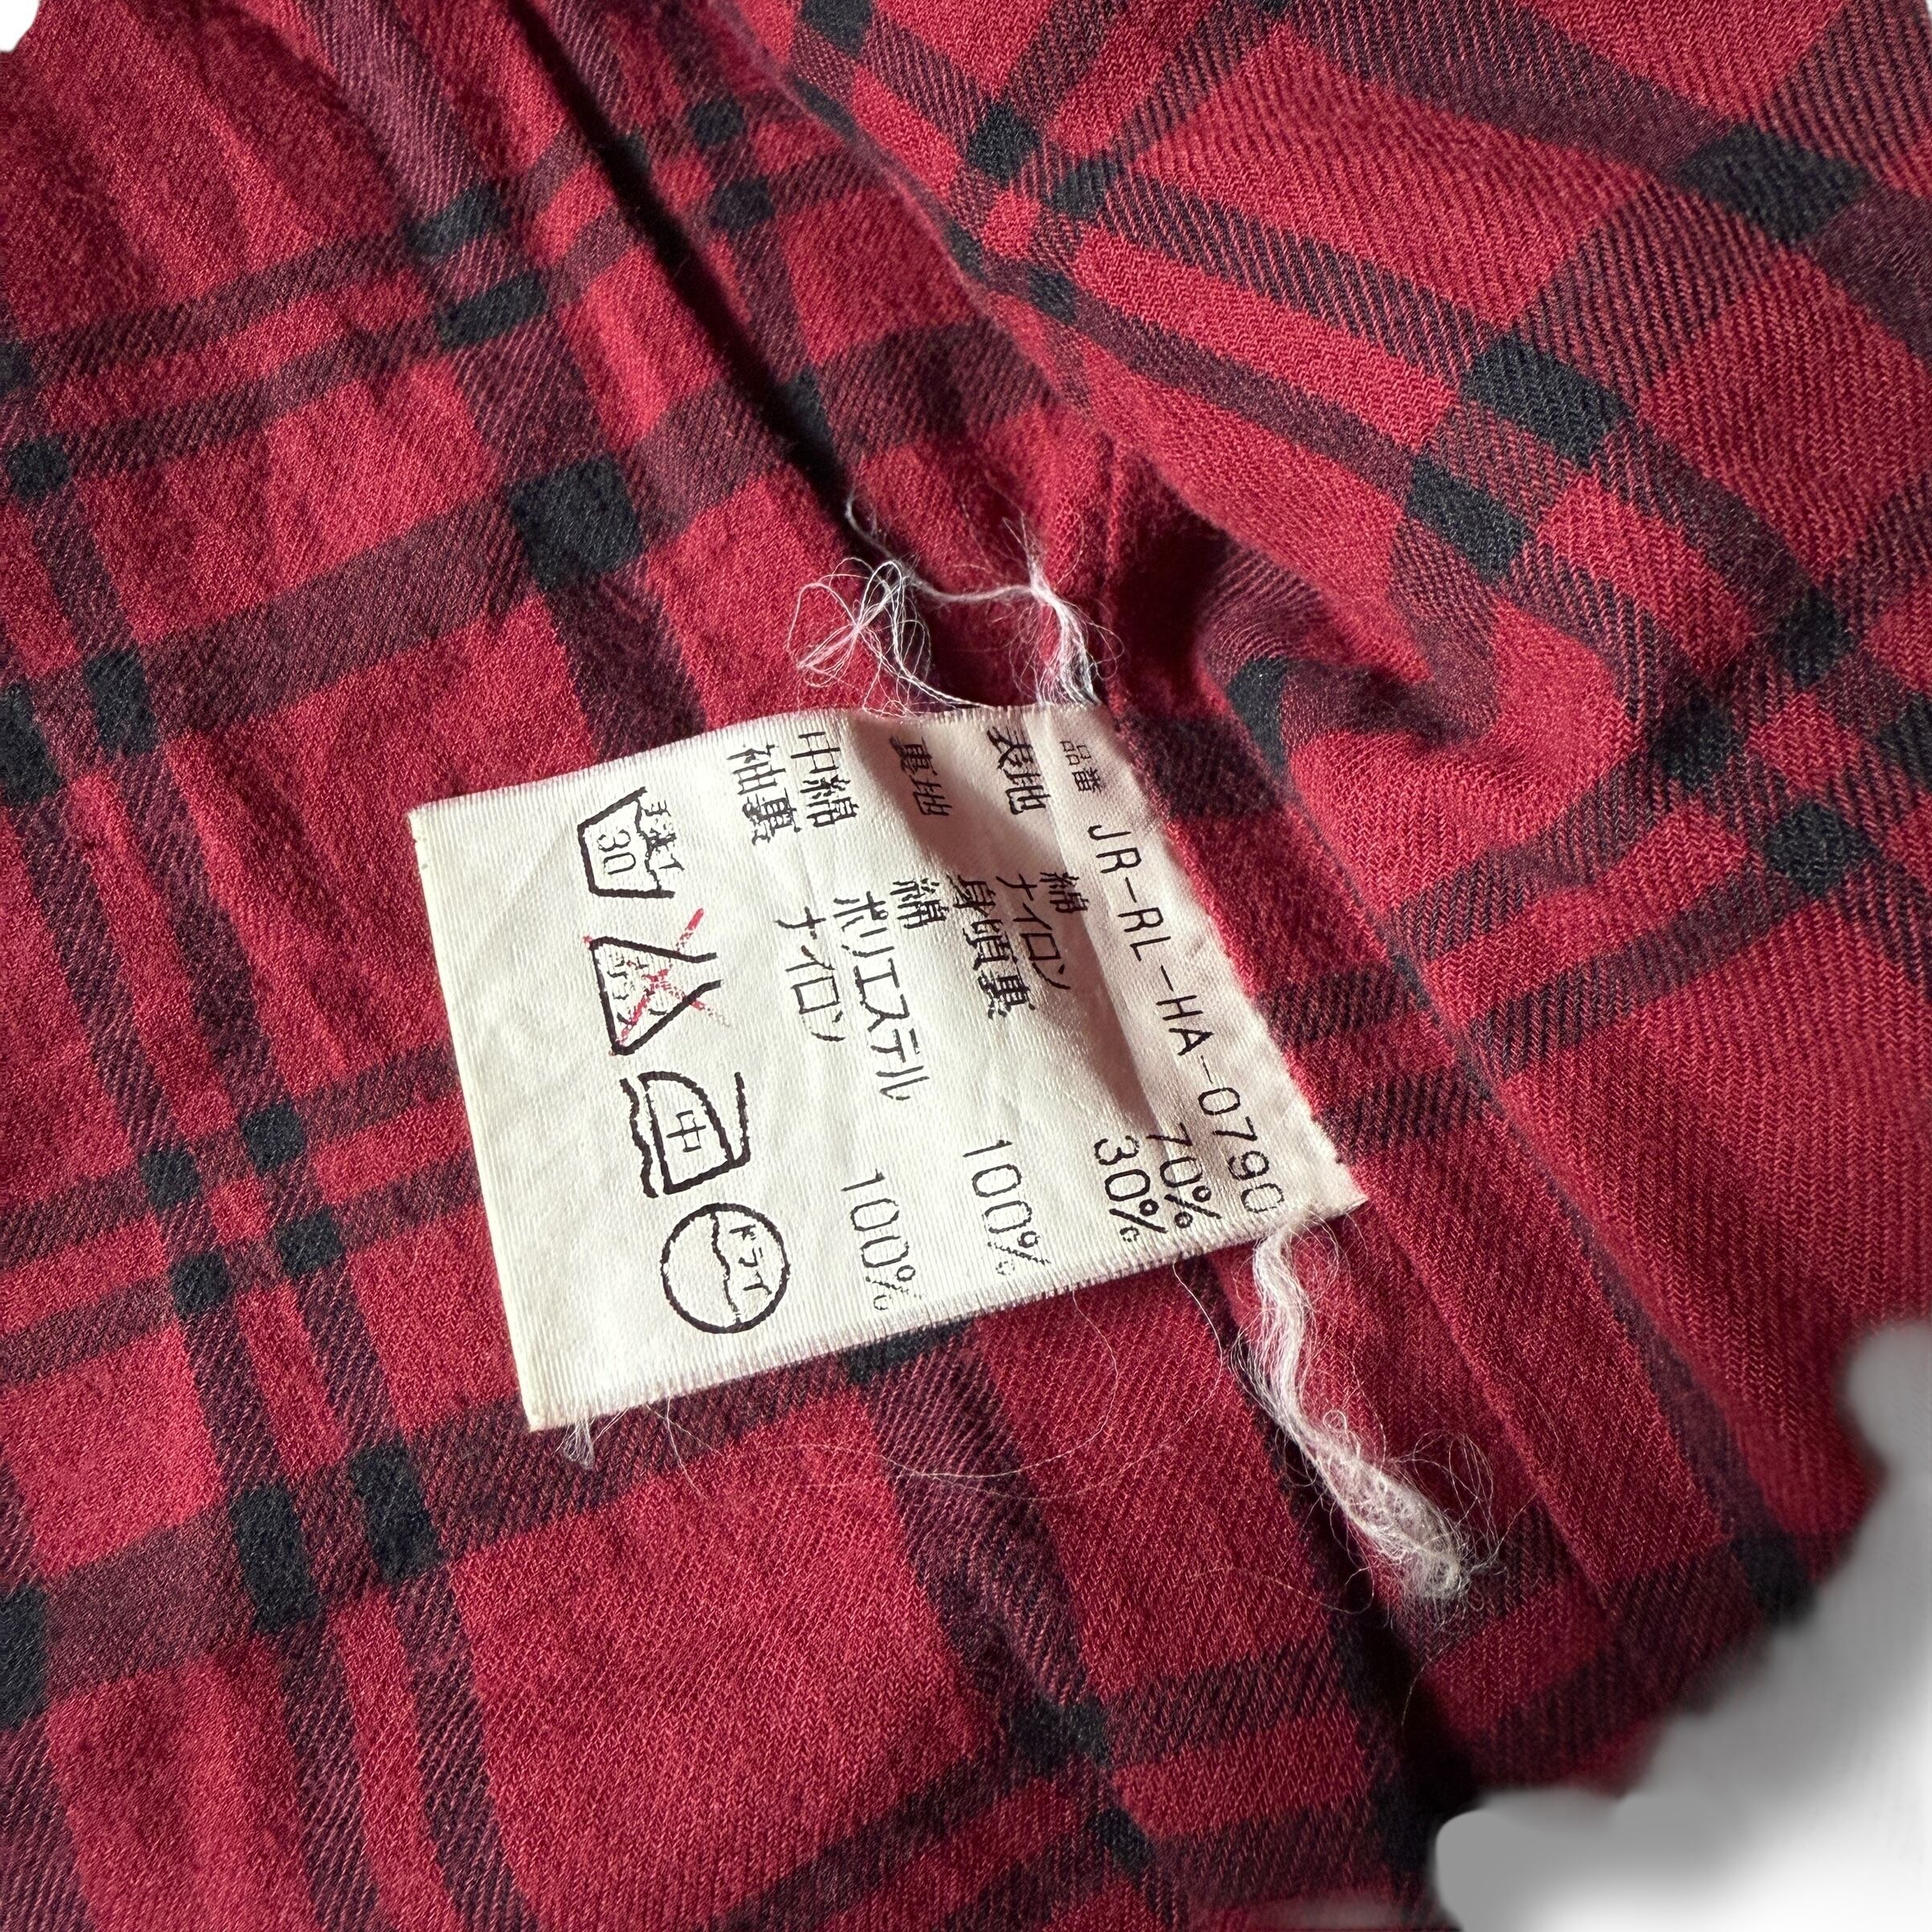 品番 JR-RL-HA-0790
表地 綿 70%
ナイロン 30%
裏地 身頃裏
綿 100%
中綿 ポリエステル 100%
袖裏 ナイロン
30
中
ドライ